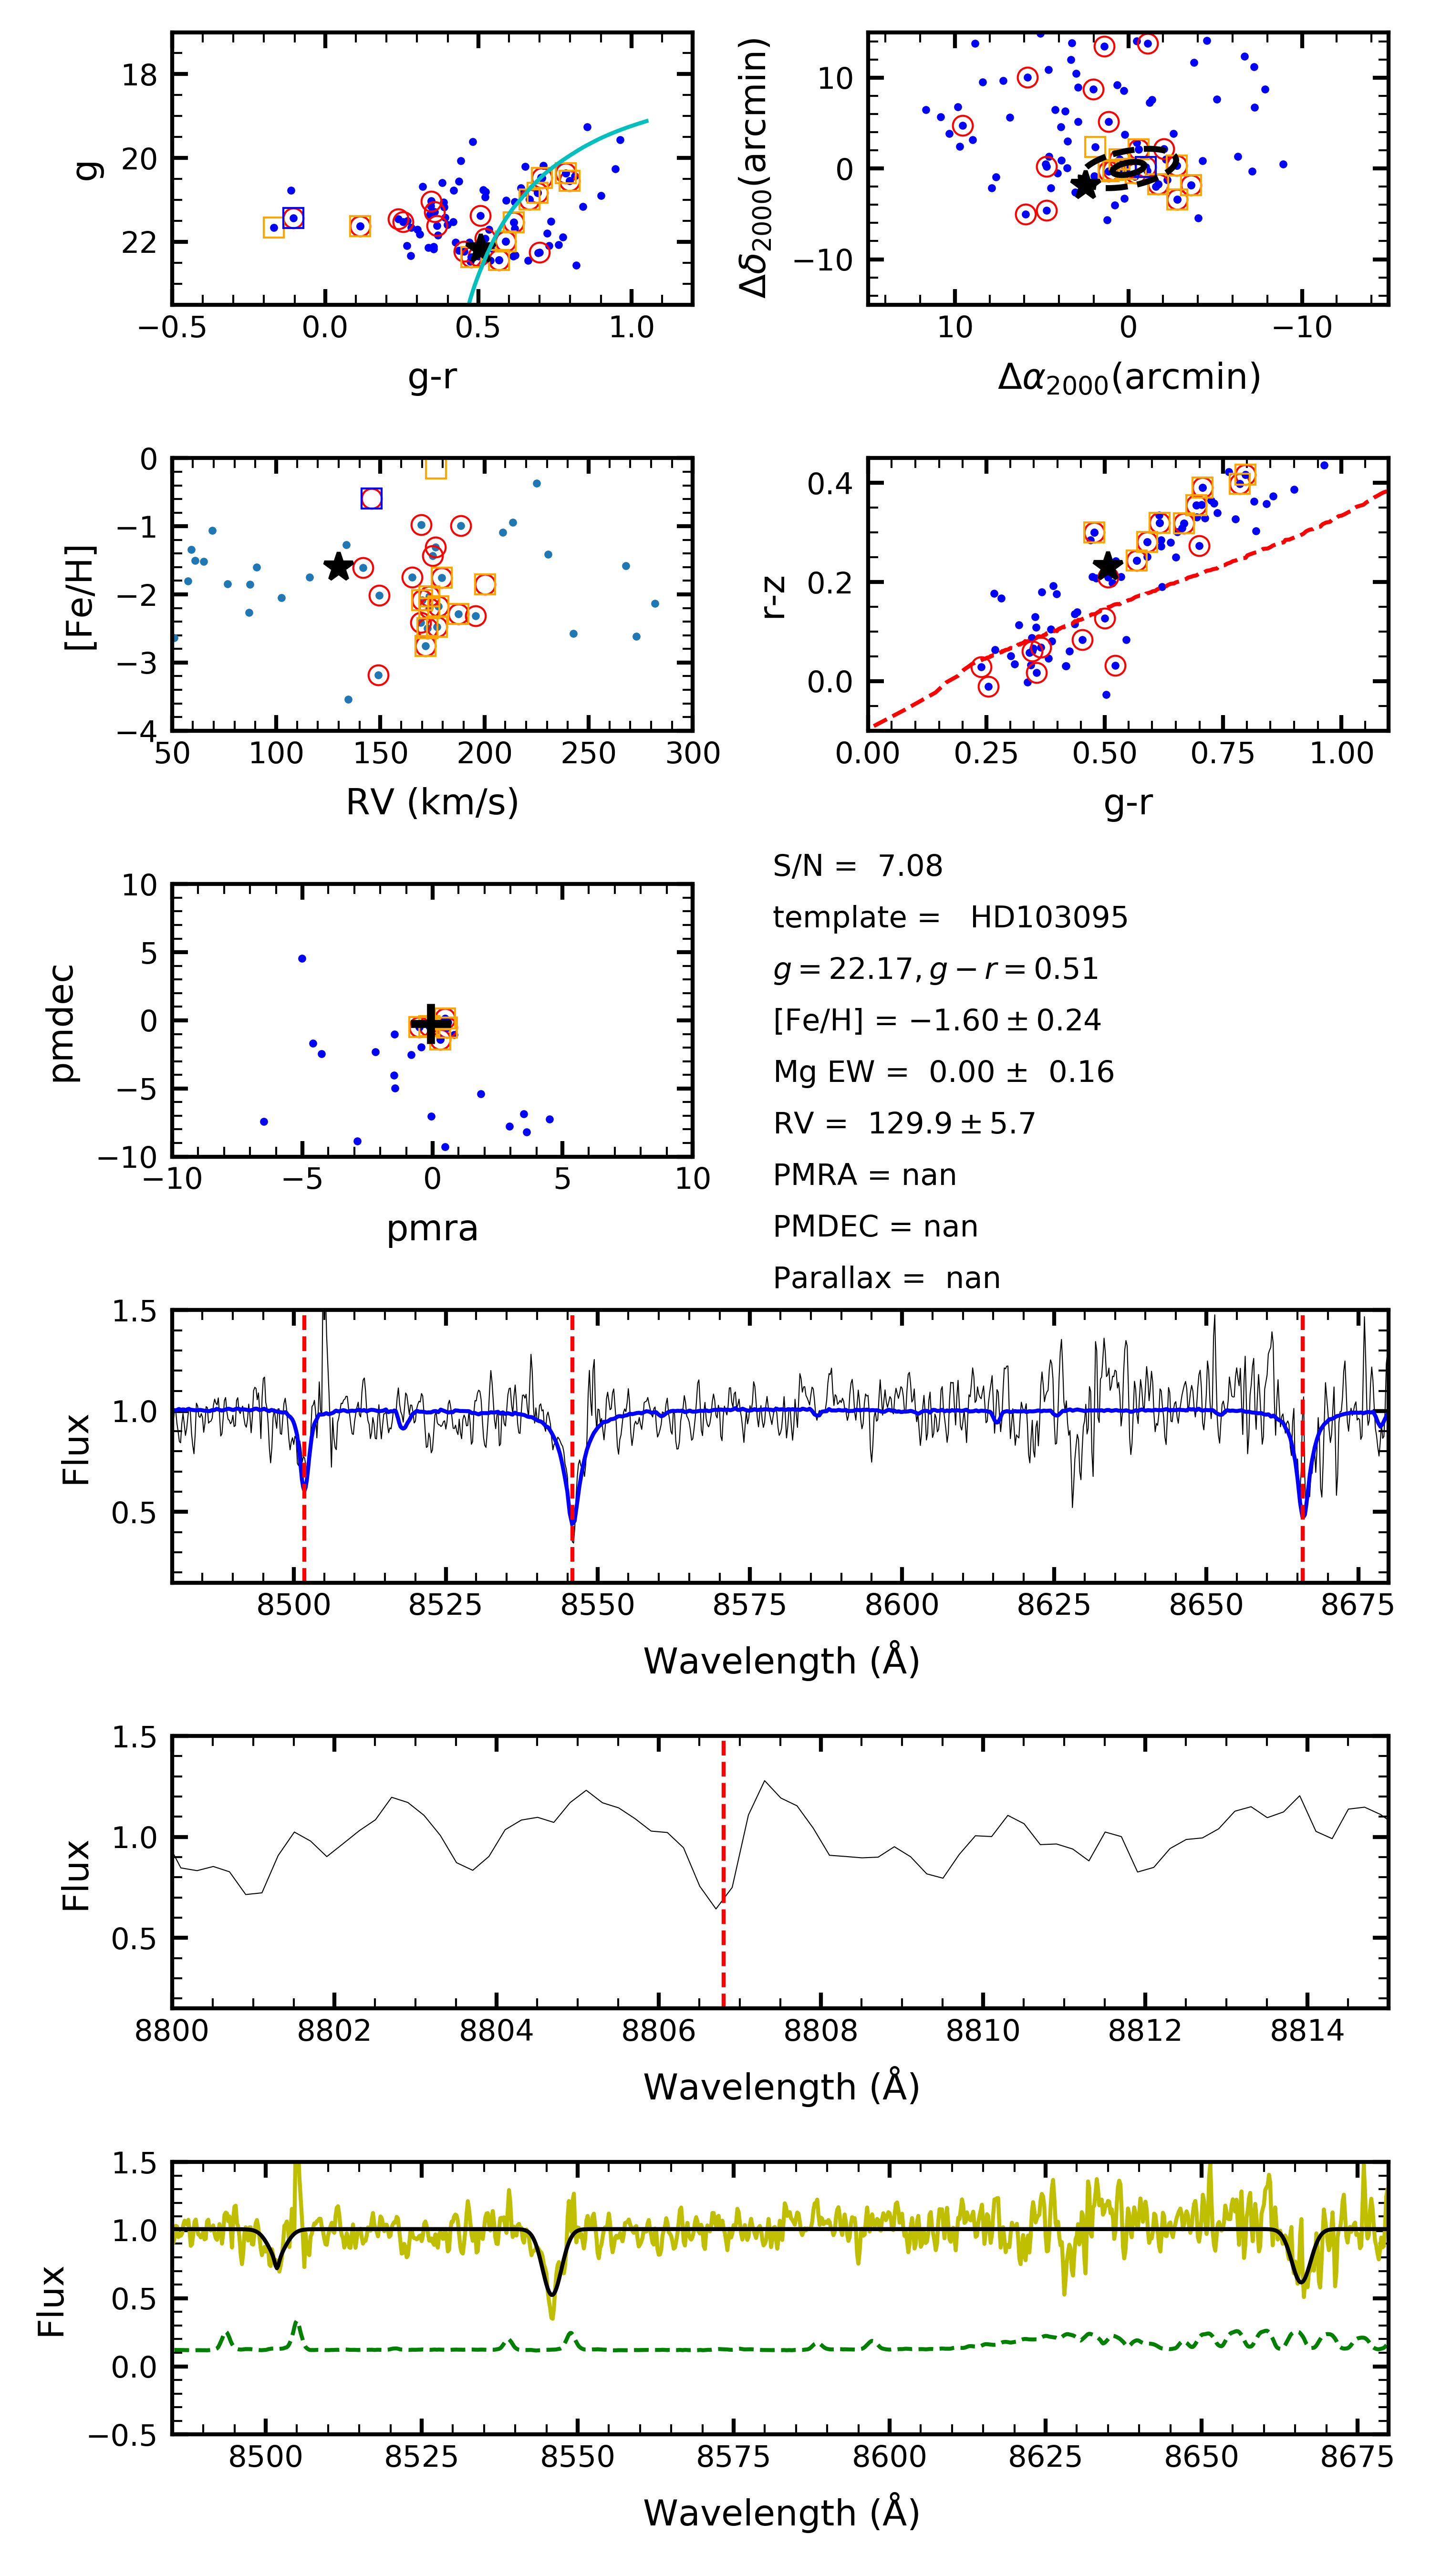 18
20
22
g
−0.5 0.0 0.5 1.0
g-r
10
0
−10
Δδ2000(arcmin)
10 0 −10
Δα2000(arcmin)
0
−1
−2
−3
−4
[Fe/H]
50 100 150 200 250 300
RV (km/s)
0.4
0.2
0.0
r-z
0.00 0.25 0.50 0.75 1.00
g-r
10
5
0
−5
−10
pmdec
−10 −5 0 5 10
pmra
S/N = 7.08
template = HD103095
g = 22.17, g − r = 0.51
[Fe/H] = −1.60 ± 0.24
Mg EW = 0.00 ± 0.16
RV = 129.9 ± 5.7
PMRA = nan
PMDEC = nan
Parallax = nan
1.5
1.0
0.5
Flux
8500 8525 8550 8575 8600 8625 8650 8675
Wavelength (Å)
1.5
1.0
0.5
Flux
8800 8802 8804 8806 8808 8810 8812 8814
Wavelength (Å)
1.5
1.0
0.5
0.0
−0.5
Flux
8500 8525 8550 8575 8600 8625 8650 8675
Wavelength (Å)